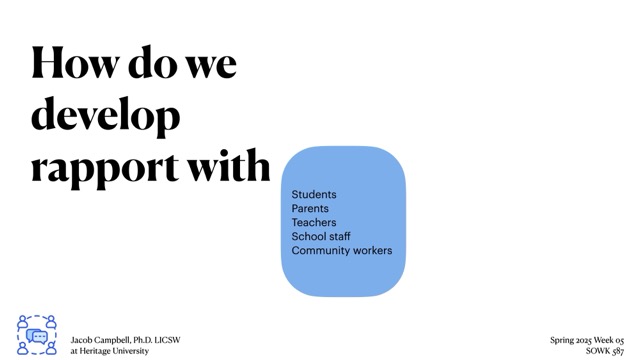 How do we
develop
rapport with
Students
Parents
Teachers
School staff
Community workers
Jacob Campbell, Ph.D. LICSW
at Heritage University
Spring 2025 Week 05
SOWK 587